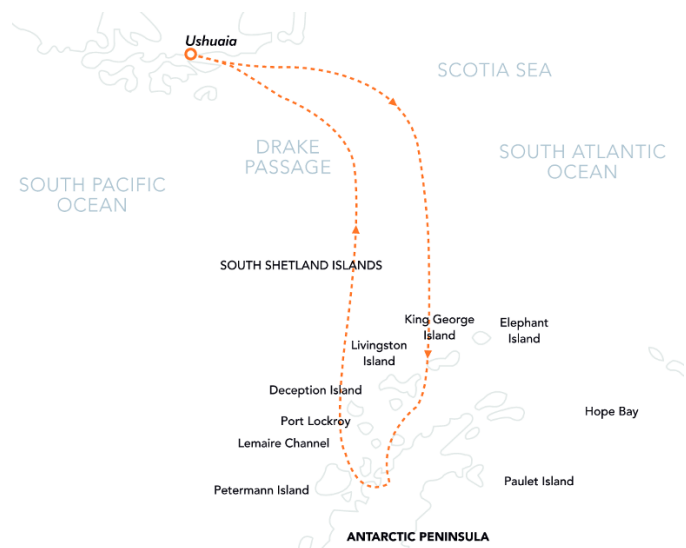 Ushuaia
SCOTIA SEA
DRAKE
PASSAGE
SOUTH ATLANTIC
OCEAN
SOUTH PACIFIC
OCEAN
SOUTH SHETLAND ISLANDS
King George
Island
Elephant
Island
Livingston
Island
Deception Island
Hope Bay
Port Lockroy
Lemaire Channel
Paulet Island
Petermann Island
ANTARCTIC PENINSULA